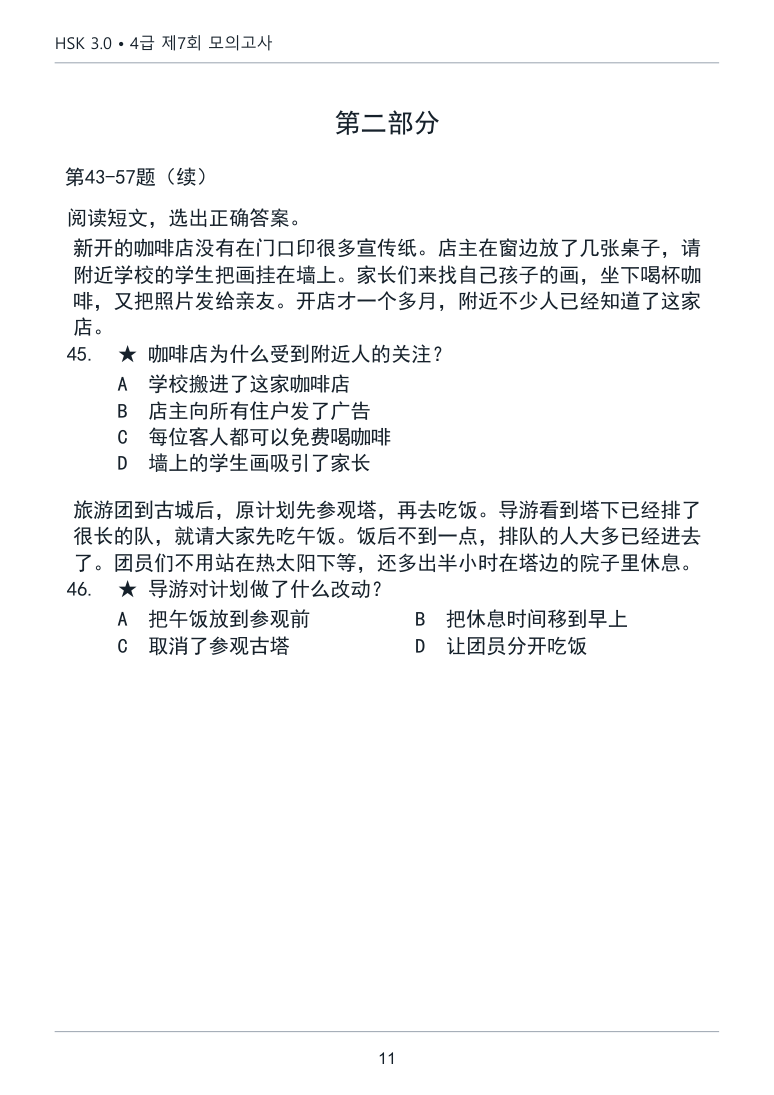 HSK 3.0 • 4급 제7회 모의고사
第二部分
第43-57题（续）
阅读短文，选出正确答案。
新开的咖啡店没有在门口印很多宣传纸。店主在窗边放了几张桌子，请
附近学校的学生把画挂在墙上。家长们来找自己孩子的画，坐下喝杯咖
啡，又把照片发给亲友。开店才一个多月，附近不少人已经知道了这家
店。
45. ★ 咖啡店为什么受到附近人的关注？
A 学校搬进了这家咖啡店
B 店主向所有住户发了广告
C 每位客人都可以免费喝咖啡
D 墙上的学生画吸引了家长
旅游团到古城后，原计划先参观塔，再去吃饭。导游看到塔下已经排了
很长的队，就请大家先吃午饭。饭后不到一点，排队的人大多已经进去
了。团员们不用站在热太阳下等，还多出半小时在塔边的院子里休息。
46. ★ 导游对计划做了什么改动？
A 把午饭放到参观前 B 把休息时间移到早上
C 取消了参观古塔 D 让团员分开吃饭
11